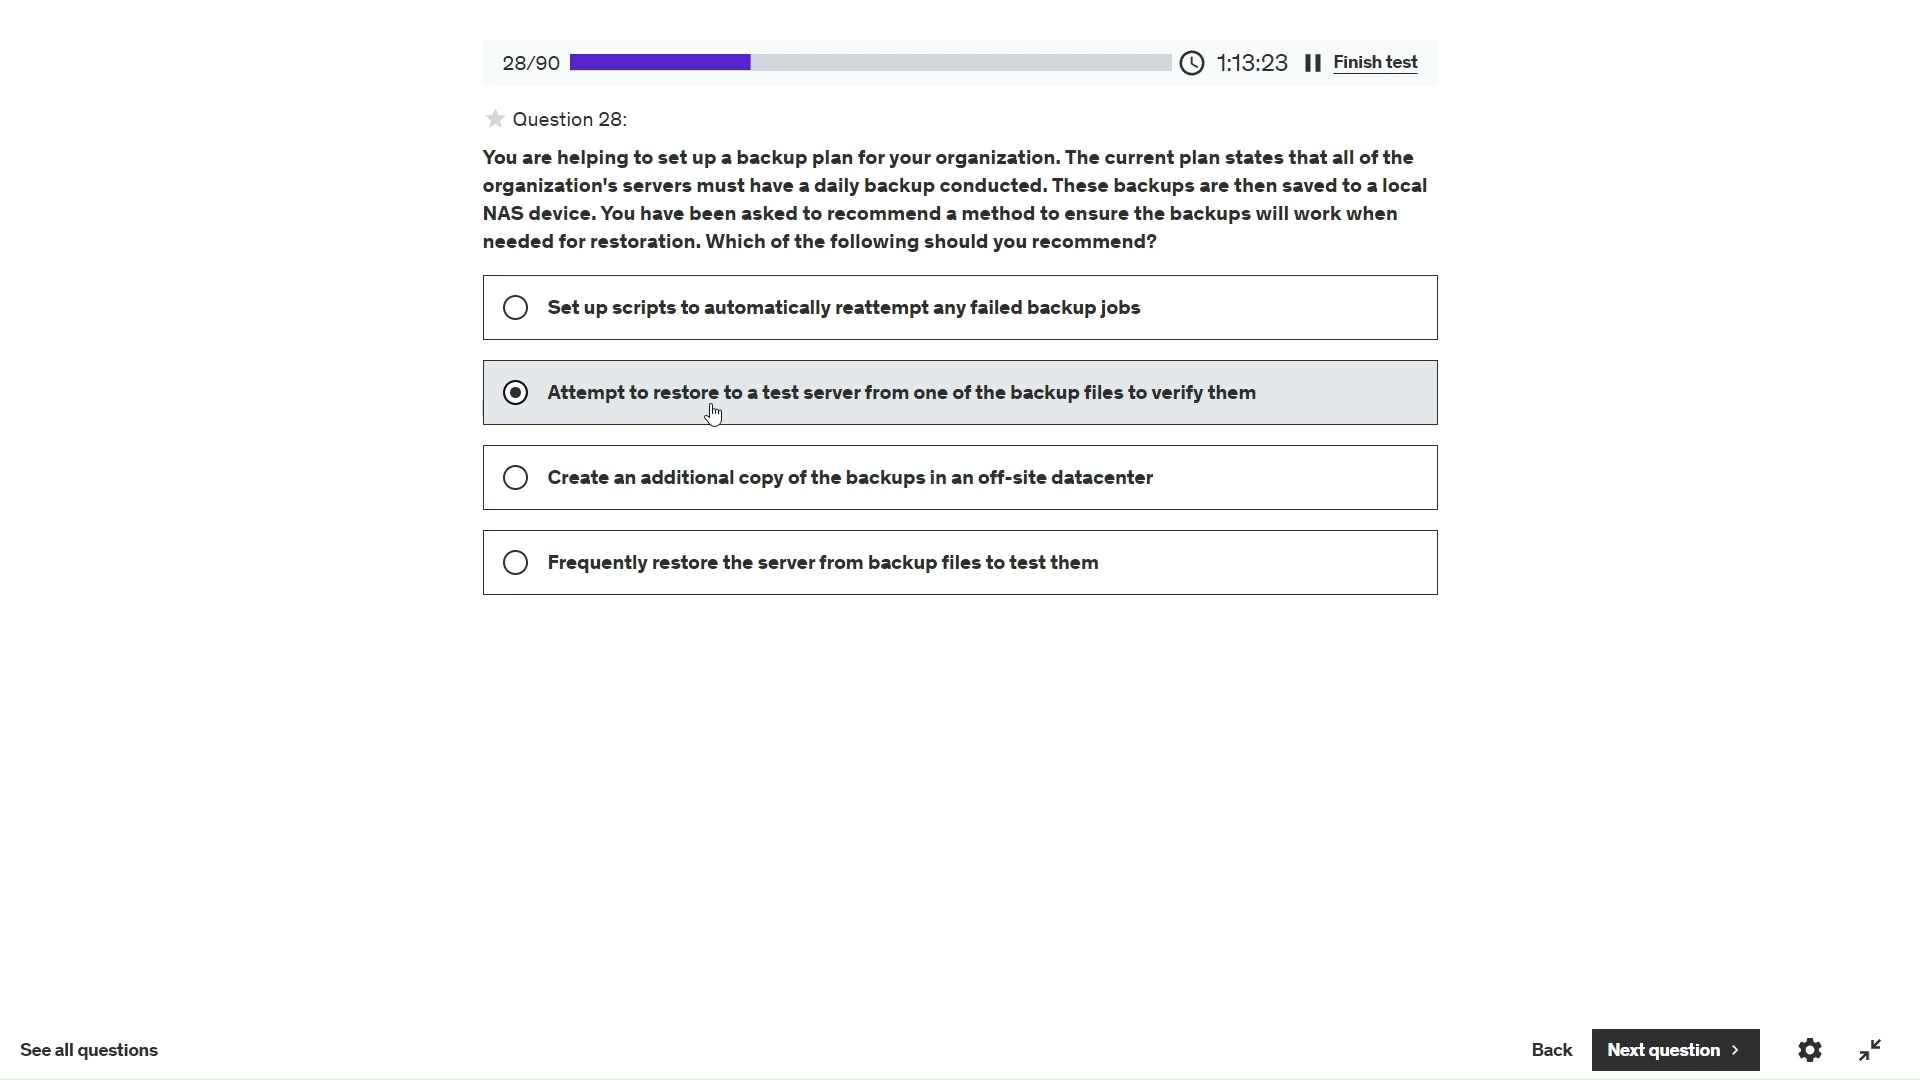 28/90 1:13:23 Finish test
Question 28:
You are helping to set up a backup plan for your organization. The current plan states that all of the
organization's servers must have a daily backup conducted. These backups are then saved to a local
NAS device. You have been asked to recommend a method to ensure the backups will work when
needed for restoration. Which of the following should you recommend?
Set up scripts to automatically reattempt any failed backup jobs
Attempt to restore to a test server from one of the backup files to verify them
Create an additional copy of the backups in an off-site datacenter
Frequently restore the server from backup files to test them
See all questions Back Next question